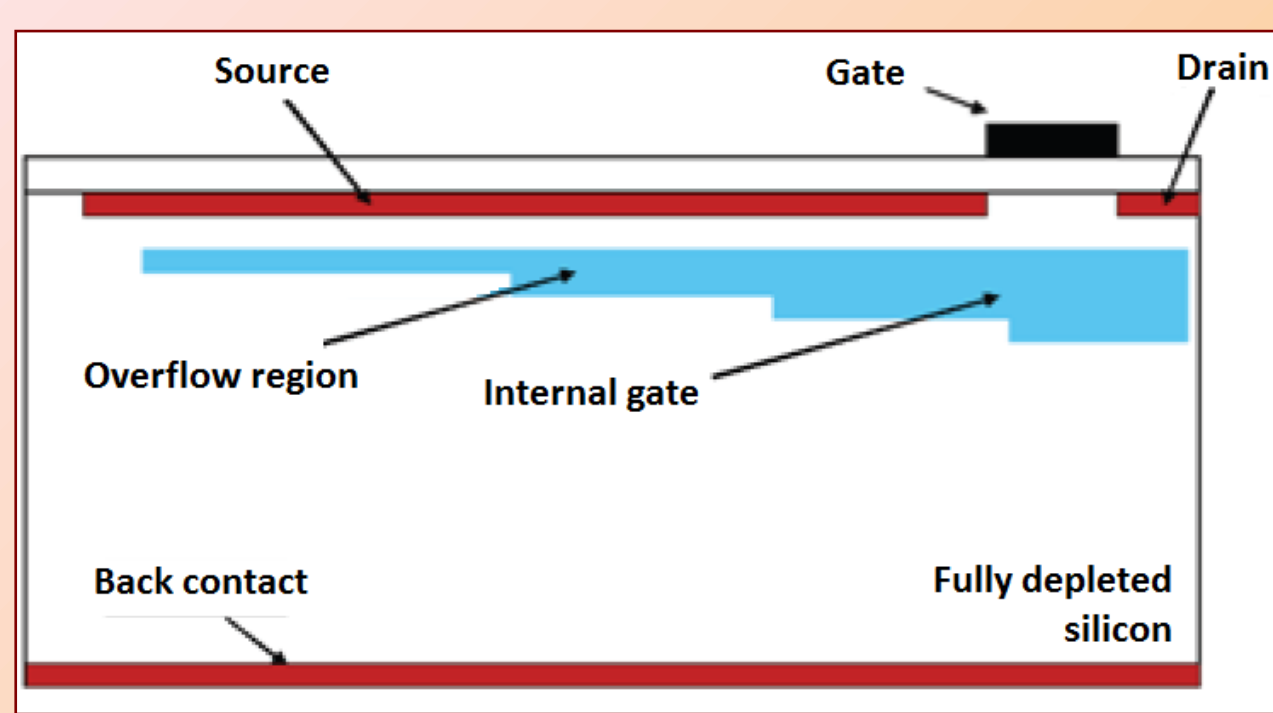 Source
Gate
Drain
Overflow region
Internal gate
Back contact
Fully depleted
silicon